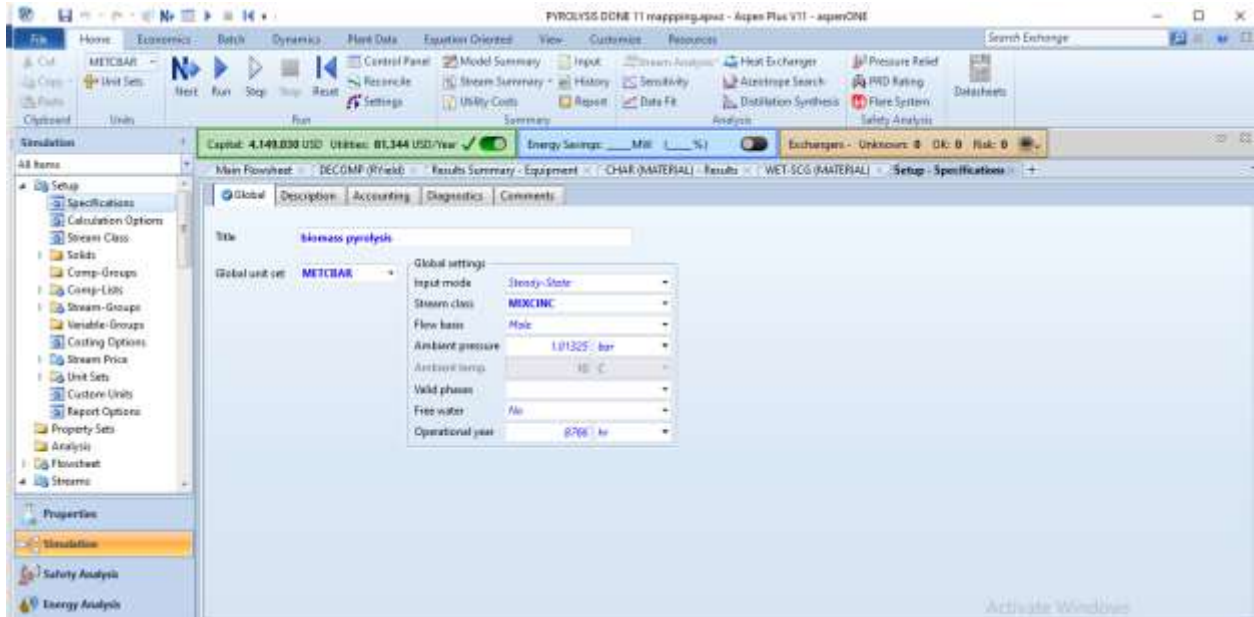 PYROLYSIS DONE 11 mappping.apwz - Aspen Plus V11 - aspenONE
File Home Economics Batch Dynamics Plant Data Equation Oriented View Customize Resources Search Exchange
Cut METCBAR Control Panel Model Summary Input Stream Analysis Heat Exchanger Pressure Relief
Copy Unit Sets Next Run Step Stop Reset Reconcile Stream Summary History Sensitivity Azeotrope Search PRD Rating Datasheets
Paste Settings Utility Costs Report Data Fit Distillation Synthesis Flare System
Clipboard Units Run Summary Analysis Safety Analysis
Simulation
Capital: 4,149,030 USD Utilities: 81,344 USD/Year Energy Savings: ____ MW (____%) Exchangers - Unknown: 0 OK: 0 Risk: 0
All Items
Main Flowsheet DECOMP (RYield) Results Summary - Equipment CHAR (MATERIAL) - Results WET-SCG (MATERIAL) Setup - Specifications +
Setup
Specifications
Calculation Options
Stream Class
Solids
Comp-Groups
Comp-Lists
Stream-Groups
Variable-Groups
Costing Options
Stream Price
Unit Sets
Custom Units
Report Options
Property Sets
Analysis
Flowsheet
Streams
Properties
Simulation
Safety Analysis
Energy Analysis
Global Description Accounting Diagnostics Comments
Title biomass pyrolysis
Global unit set METCBAR
Global settings
Input mode Steady-State
Stream class MIXCINC
Flow basis Mole
Ambient pressure 1.01325 bar
Ambient temp. 10 C
Valid phases
Free water No
Operational year 8766 hr
Activate Windows